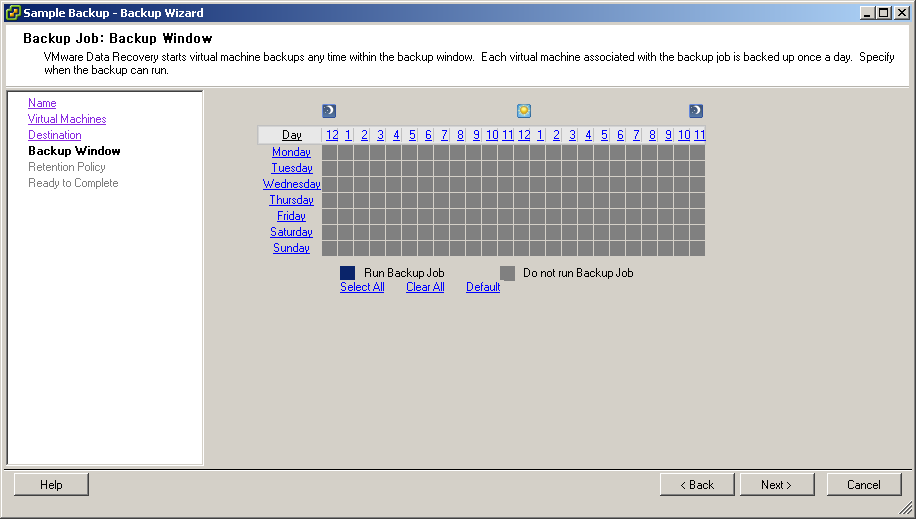 Sample Backup - Backup Wizard
Backup Job: Backup Window
VMware Data Recovery starts virtual machine backups any time within the backup window. Each virtual machine associated with the backup job is backed up once a day. Specify
when the backup can run.
Name
Virtual Machines
Destination
Backup Window
Retention Policy
Ready to Complete
Day 12 1 2 3 4 5 6 7 8 9 10 11 12 1 2 3 4 5 6 7 8 9 10 11
Monday
Tuesday
Wednesday
Thursday
Friday
Saturday
Sunday
Run Backup Job Do not run Backup Job
Select All Clear All Default
Help < Back Next > Cancel